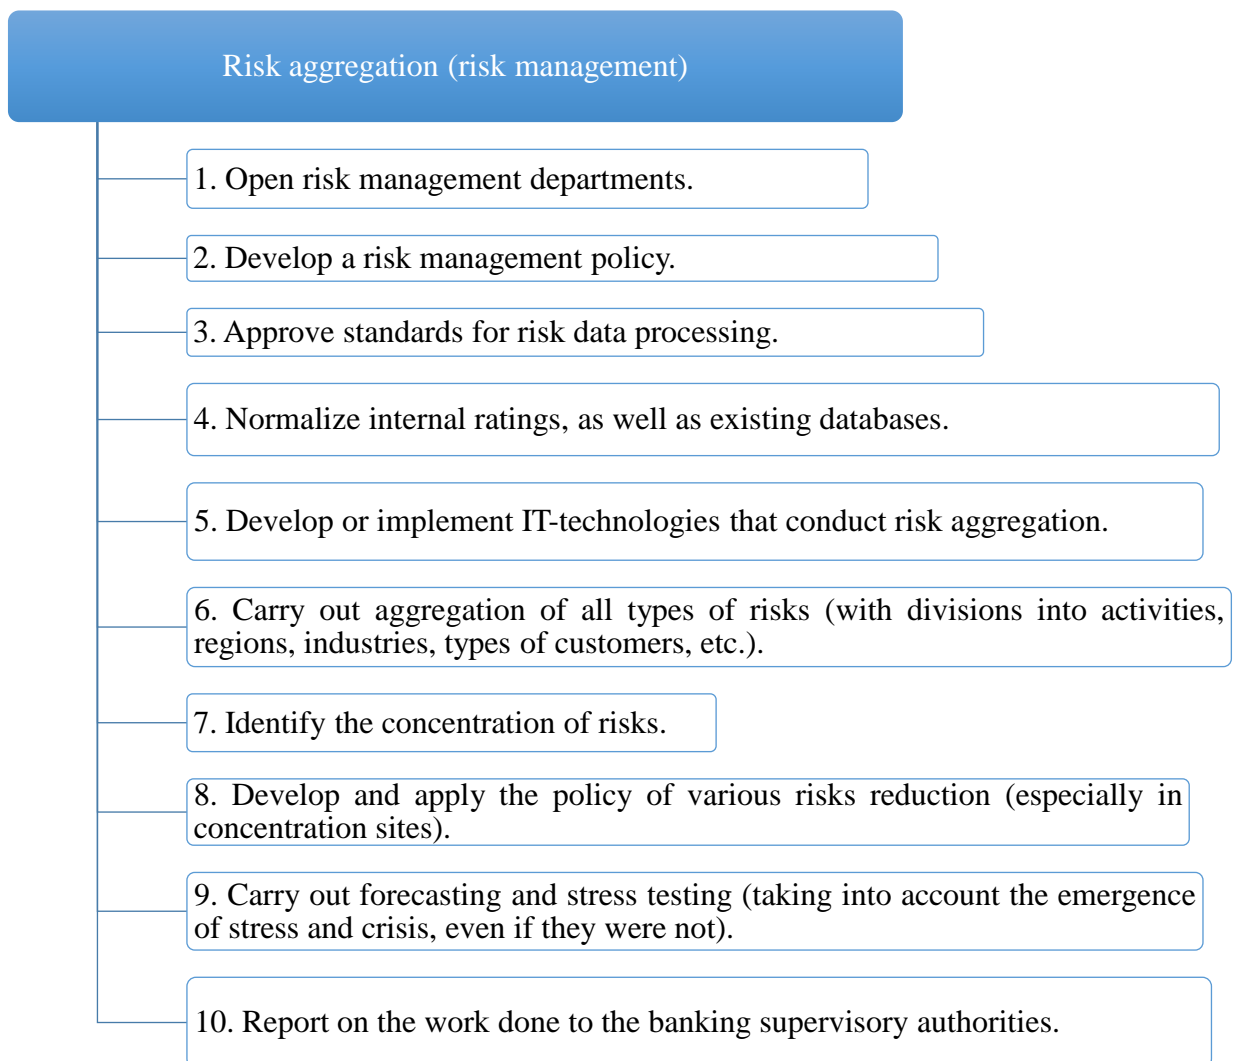 Risk aggregation (risk management)
1. Open risk management departments.
2. Develop a risk management policy.
3. Approve standards for risk data processing.
4. Normalize internal ratings, as well as existing databases.
5. Develop or implement IT-technologies that conduct risk aggregation.
6. Carry out aggregation of all types of risks (with divisions into activities,
regions, industries, types of customers, etc.).
7. Identify the concentration of risks.
8. Develop and apply the policy of various risks reduction (especially in
concentration sites).
9. Carry out forecasting and stress testing (taking into account the emergence
of stress and crisis, even if they were not).
10. Report on the work done to the banking supervisory authorities.